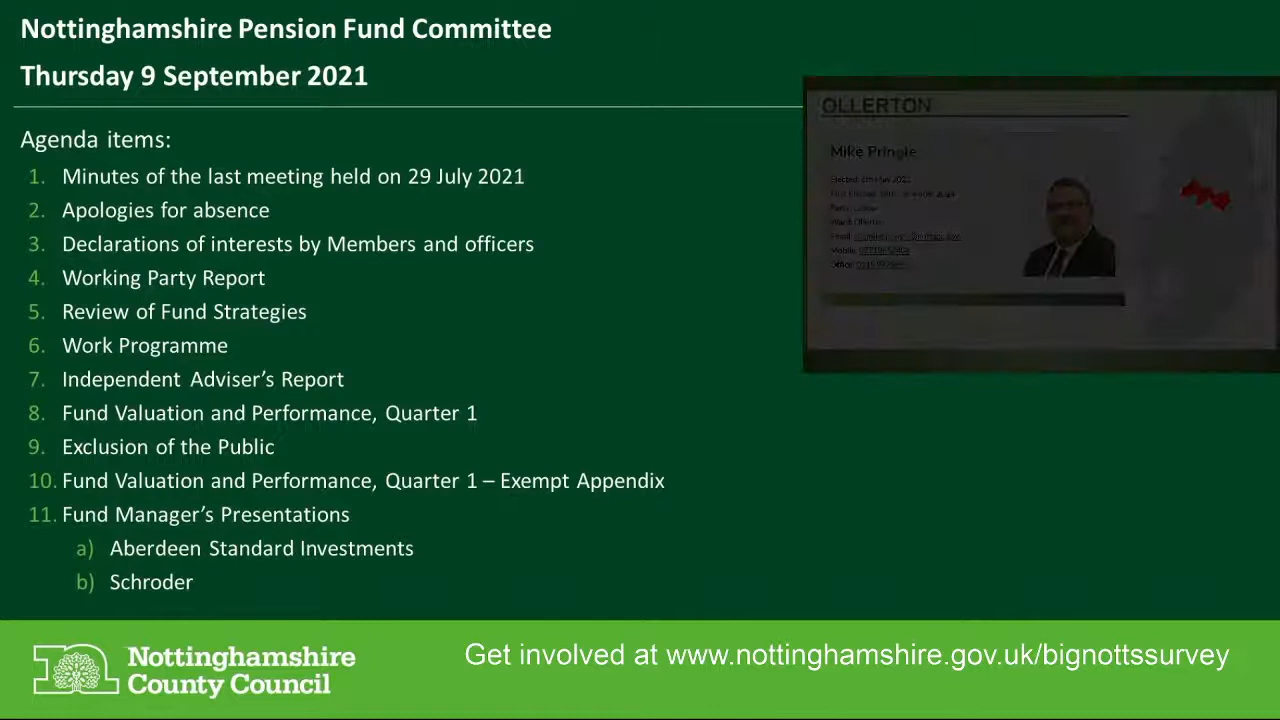 Nottinghamshire Pension Fund Committee
Thursday 9 September 2021
Agenda items:
1. Minutes of the last meeting held on 29 July 2021
2. Apologies for absence
3. Declarations of interests by Members and officers
4. Working Party Report
5. Review of Fund Strategies
6. Work Programme
7. Independent Adviser's Report
8. Fund Valuation and Performance, Quarter 1
9. Exclusion of the Public
10. Fund Valuation and Performance, Quarter 1 – Exempt Appendix
11. Fund Manager's Presentations
a) Aberdeen Standard Investments
b) Schroder
OLLERTON
Mike Pringle
Nottinghamshire
County Council
Get involved at www.nottinghamshire.gov.uk/bignottssurvey